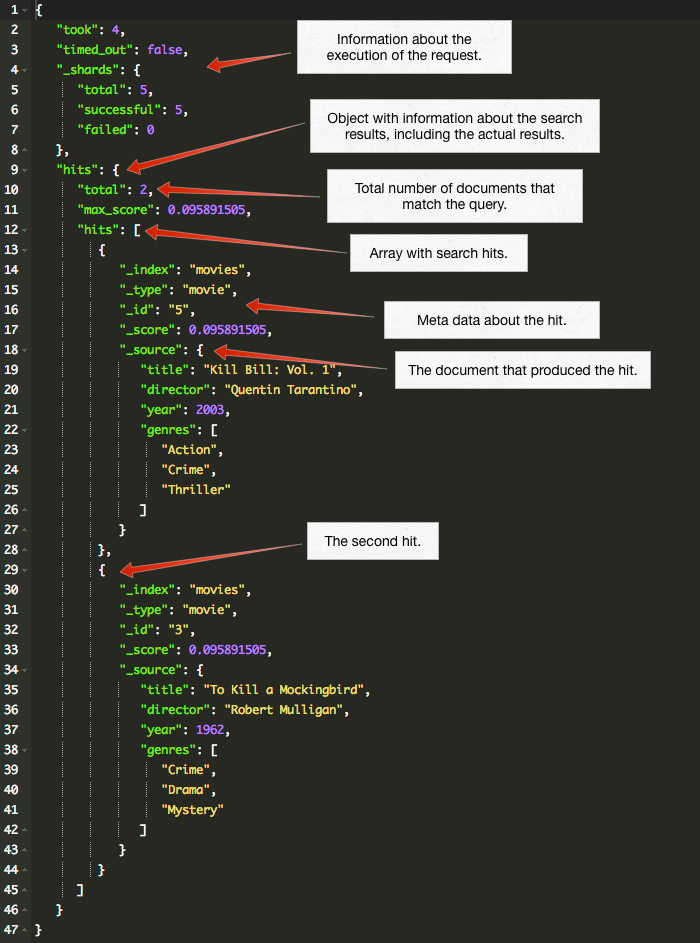 1 {
2 "took": 4,
Information about the
execution of the request.
3 "timed_out": false,
4 "_shards": {
5 "total": 5,
6 "successful": 5,
Object with information about the search
results, including the actual results.
7 "failed": 0
8 },
9 "hits": {
10 "total": 2,
Total number of documents that
match the query.
11 "max_score": 0.095891505,
12 "hits": [
Array with search hits.
13 {
14 "_index": "movies",
15 "_type": "movie",
16 "_id": "5",
Meta data about the hit.
17 "_score": 0.095891505,
18 "_source": {
The document that produced the hit.
19 "title": "Kill Bill: Vol. 1",
20 "director": "Quentin Tarantino",
21 "year": 2003,
22 "genres": [
23 "Action",
24 "Crime",
25 "Thriller"
26 ]
27 }
The second hit.
28 },
29 {
30 "_index": "movies",
31 "_type": "movie",
32 "_id": "3",
33 "_score": 0.095891505,
34 "_source": {
35 "title": "To Kill a Mockingbird",
36 "director": "Robert Mulligan",
37 "year": 1962,
38 "genres": [
39 "Crime",
40 "Drama",
41 "Mystery"
42 ]
43 }
44 }
45 ]
46 }
47 }